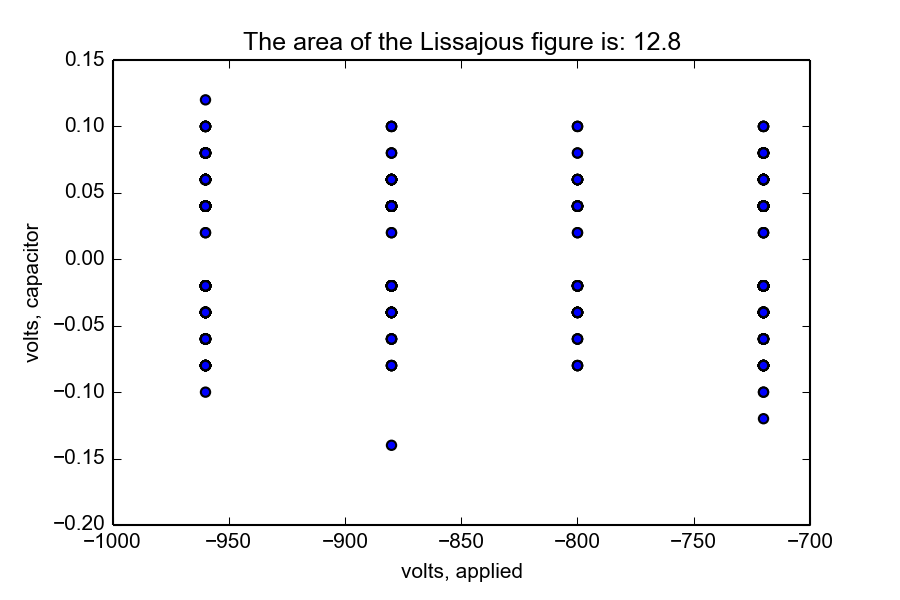 The area of the Lissajous figure is: 12.8
0.15
0.10
0.05
0.00
−0.05
−0.10
−0.15
−0.20
−1000 −950 −900 −850 −800 −750 −700
volts, capacitor
volts, applied